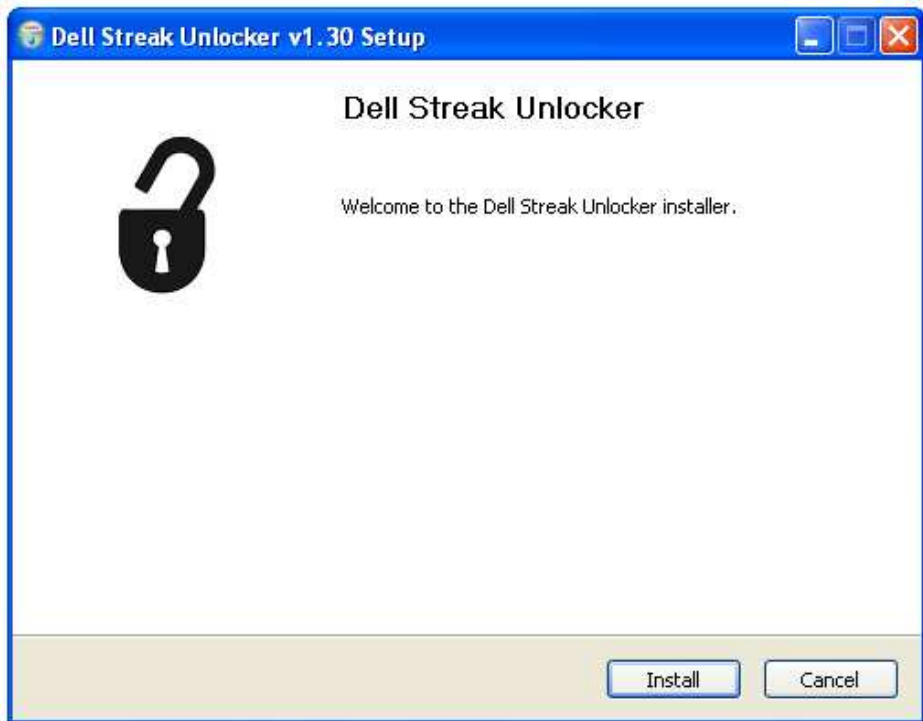 Dell Streak Unlocker v1.30 Setup
Dell Streak Unlocker
Welcome to the Dell Streak Unlocker installer.
Install
Cancel